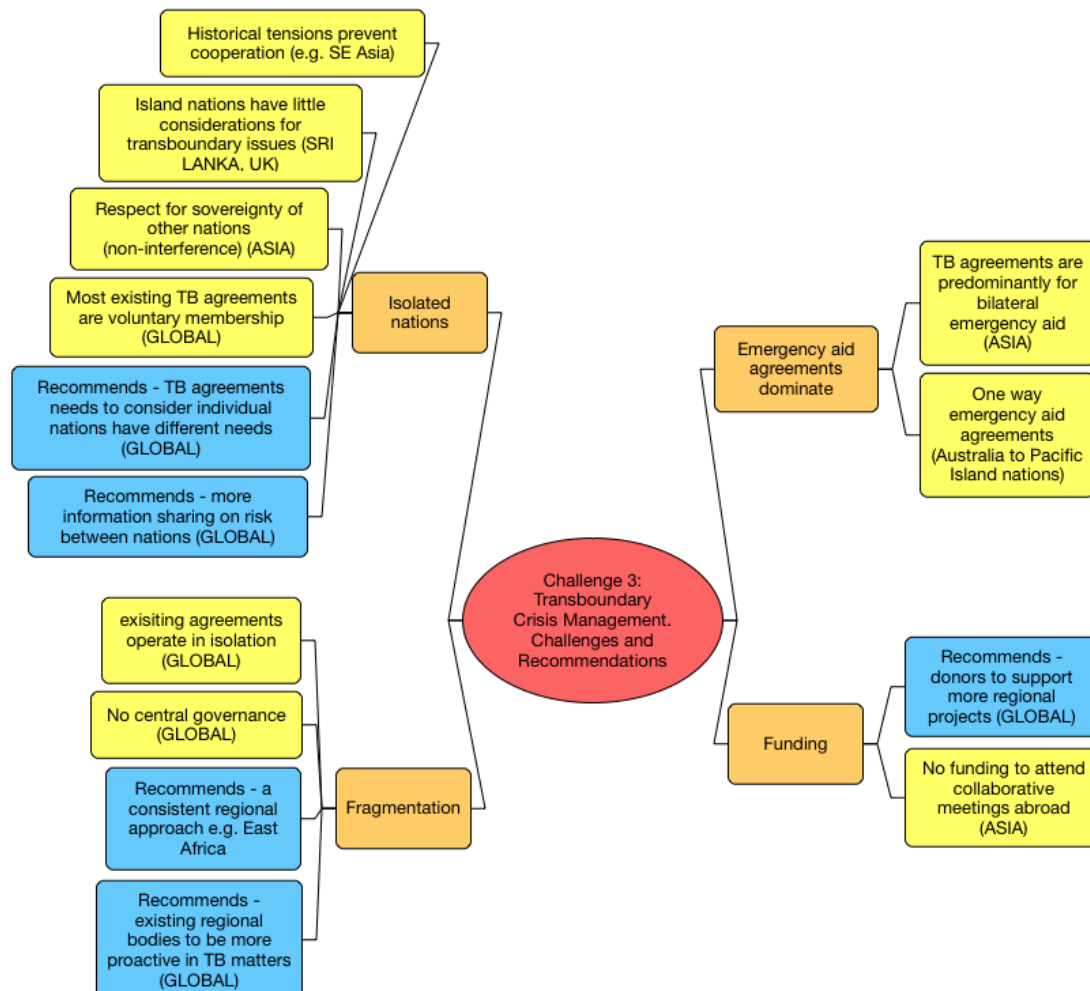 Historical tensions prevent
cooperation (e.g. SE Asia)
Island nations have little
considerations for
transboundary issues (SRI
LANKA, UK)
Respect for sovereignty of
other nations
(non-interference) (ASIA)
Most existing TB agreements
are voluntary membership
(GLOBAL)
Recommends - TB agreements
needs to consider individual
nations have different needs
(GLOBAL)
Recommends - more
information sharing on risk
between nations (GLOBAL)
Isolated
nations
exisiting agreements
operate in isolation
(GLOBAL)
No central governance
(GLOBAL)
Recommends - a
consistent regional
approach e.g. East
Africa
Recommends -
existing regional
bodies to be more
proactive in TB matters
(GLOBAL)
Fragmentation
Challenge 3:
Transboundary
Crisis Management.
Challenges and
Recommendations
Emergency aid
agreements
dominate
TB agreements are
predominantly for
bilateral
emergency aid
(ASIA)
One way
emergency aid
agreements
(Australia to Pacific
Island nations)
Funding
Recommends -
donors to support
more regional
projects (GLOBAL)
No funding to attend
collaborative
meetings abroad
(ASIA)